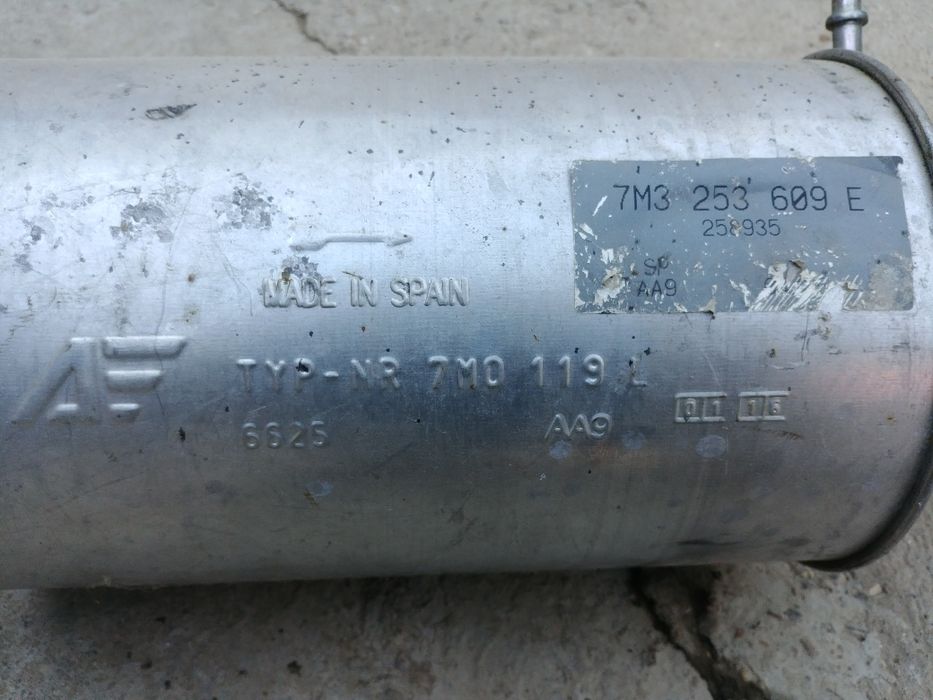 7M3 253 609 E
258935
SP
AA9
MADE IN SPAIN
TYP-NR 7M0 119 L
6625
AA9
01 16